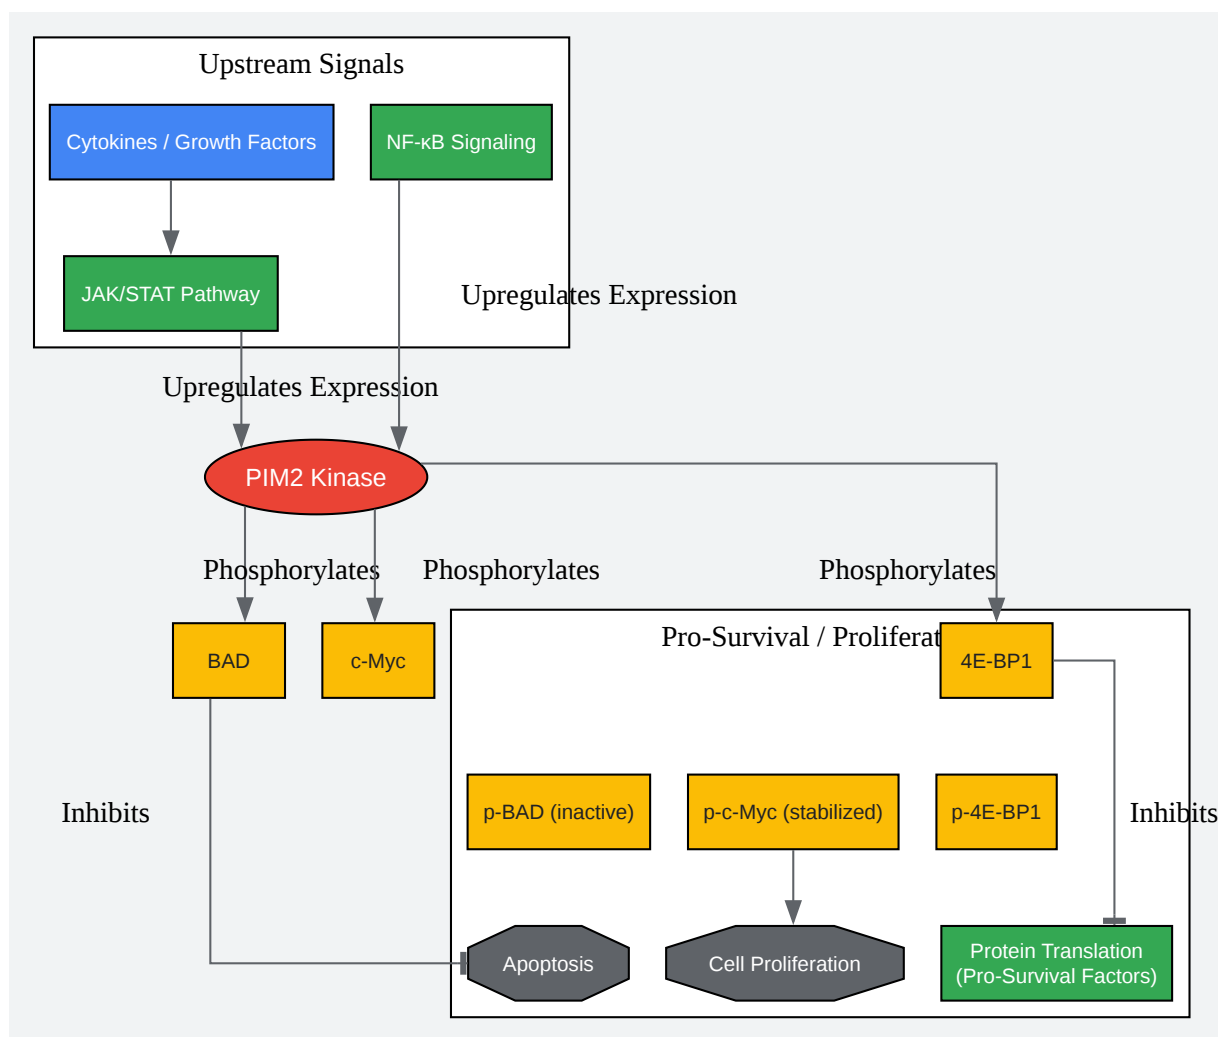 Upstream Signals
Cytokines / Growth Factors
NF-κB Signaling
JAK/STAT Pathway
Upregulates Expression
Upregulates Expression
PIM2 Kinase
Phosphorylates
Phosphorylates
Phosphorylates
Pro-Survival / Proliferat
BAD
c-Myc
4E-BP1
p-BAD (inactive)
p-c-Myc (stabilized)
p-4E-BP1
Inhibits
Inhibits
Apoptosis
Cell Proliferation
Protein Translation
(Pro-Survival Factors)